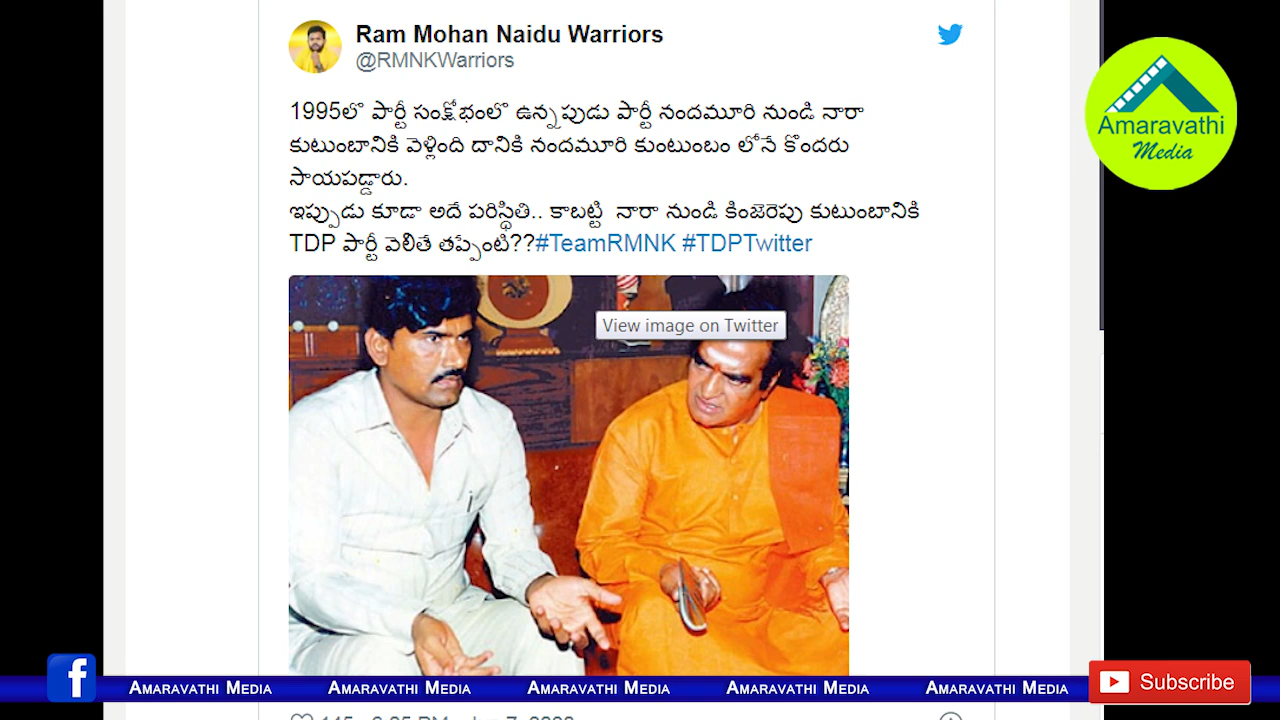 Ram Mohan Naidu Warriors
@RMNKWarriors
1995లొ పార్టీ సంక్షోభంలొ ఉన్నపుడు పార్టీ నందమూరి నుండి నారా
కుటుంబానికి వెళ్లింది దానికి నందమూరి కుంటుంబం లోనే కొందరు
సాయపడ్డారు.
ఇప్పుడు కూడా అదే పరిస్థితి.. కాబట్టి నారా నుండి కింజెరెపు కుటుంబానికి
TDP పార్టీ వెలితే తప్పేంటి??#TeamRMNK #TDPTwitter
View image on Twitter
Amaravathi
Media
f Amaravathi Media Amaravathi Media Amaravathi Media Amaravathi Media Amaravathi Media Subscribe